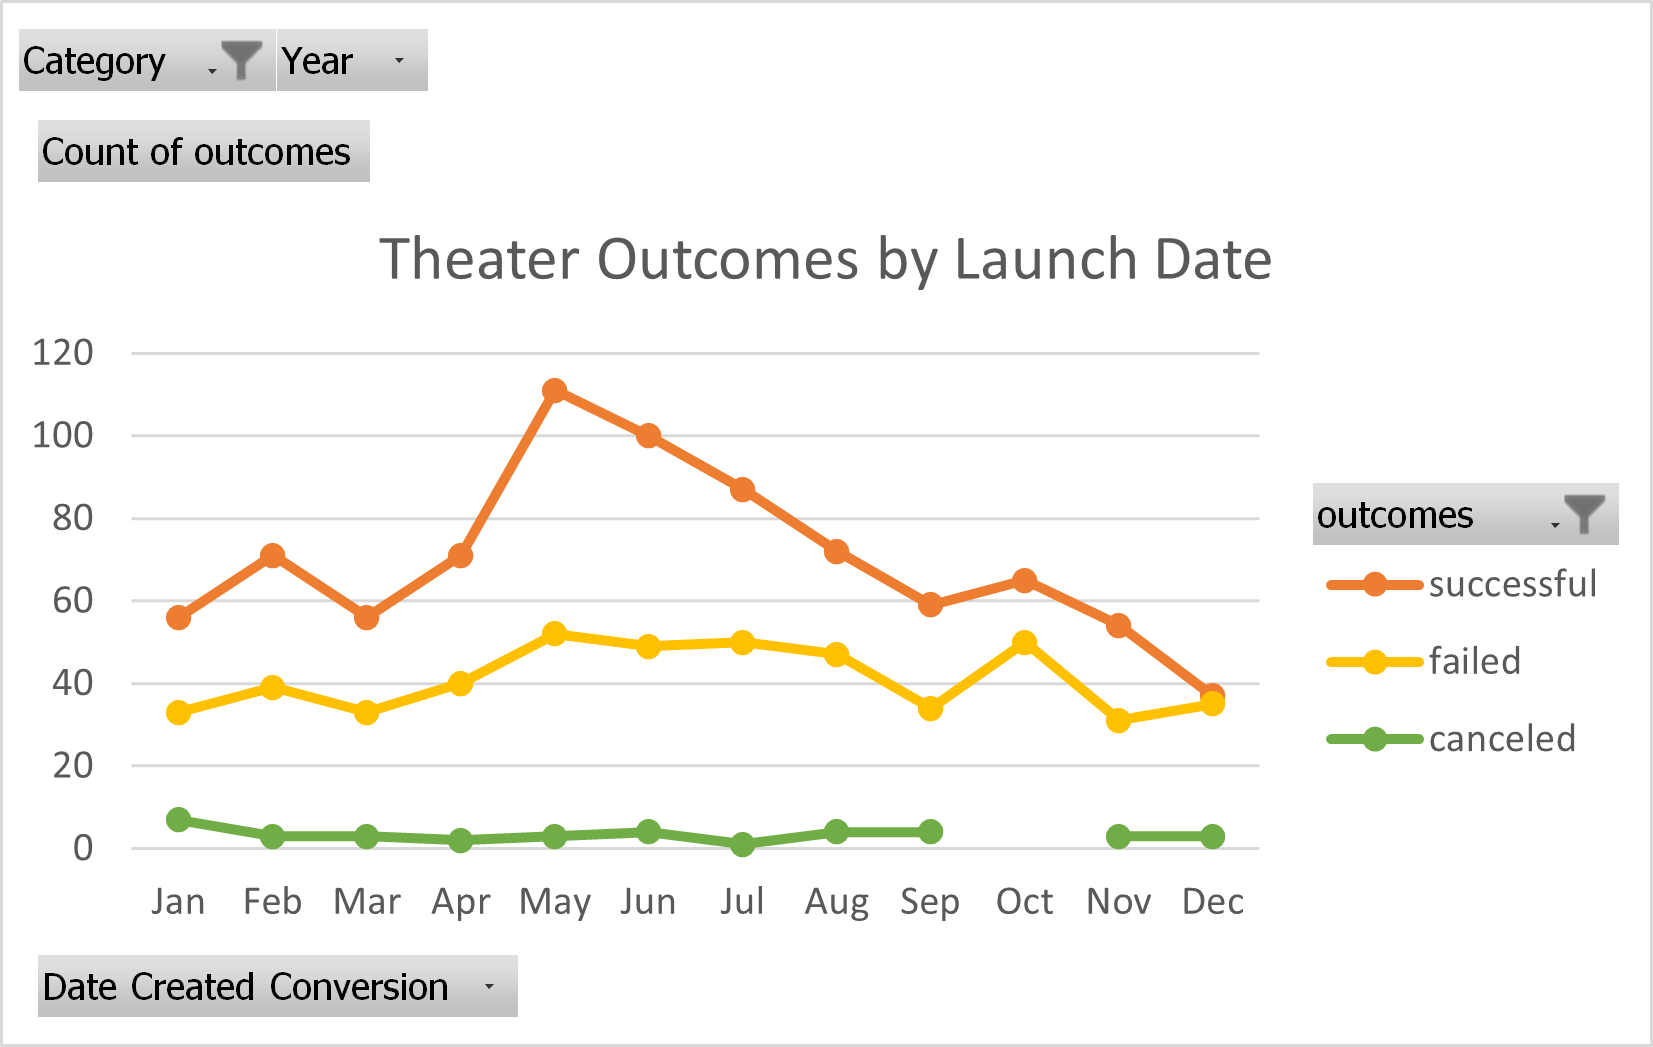 Category Year
Count of outcomes
Theater Outcomes by Launch Date
120
100
80
60
40
20
0
Jan Feb Mar Apr May Jun Jul Aug Sep Oct Nov Dec
outcomes
successful
failed
canceled
Date Created Conversion